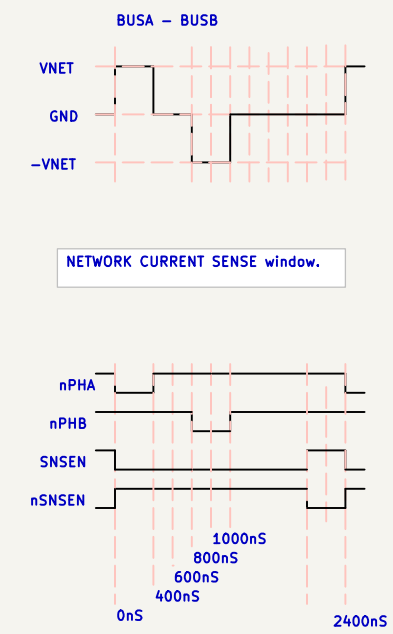 BUSA - BUSB
VNET
GND
-VNET
NETWORK CURRENT SENSE window.
nPHA
nPHB
SNSEN
nSNSEN
1000nS
800nS
600nS
400nS
0nS
2400nS